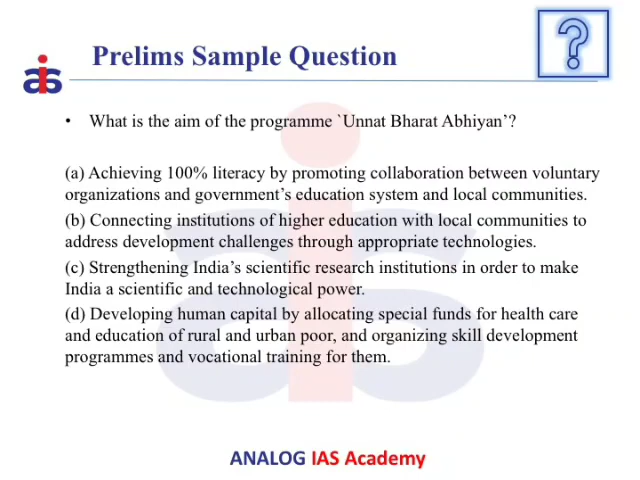 Prelims Sample Question
ais
• What is the aim of the programme `Unnat Bharat Abhiyan’?
(a) Achieving 100% literacy by promoting collaboration between voluntary
organizations and government’s education system and local communities.
(b) Connecting institutions of higher education with local communities to
address development challenges through appropriate technologies.
(c) Strengthening India’s scientific research institutions in order to make
India a scientific and technological power.
(d) Developing human capital by allocating special funds for health care
and education of rural and urban poor, and organizing skill development
programmes and vocational training for them.
ANALOG IAS Academy